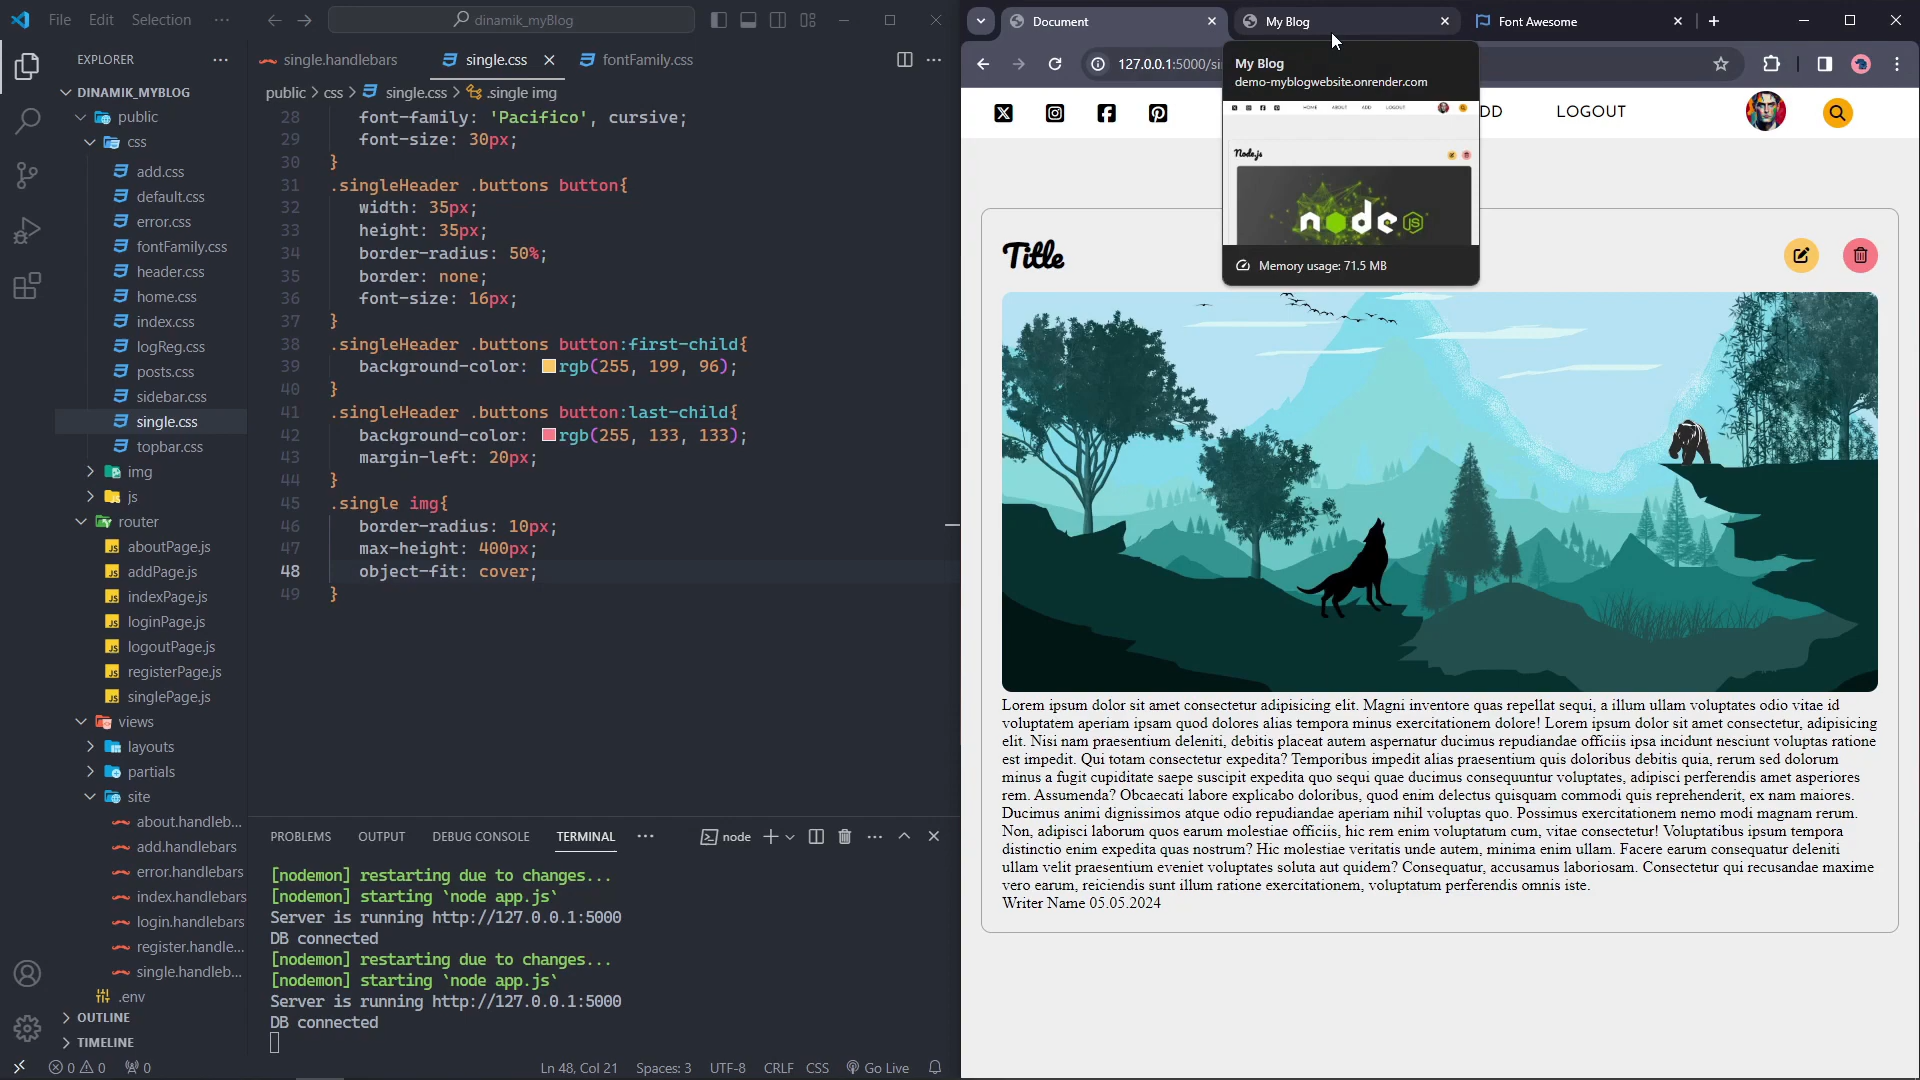 File Edit Selection ···
dinamik_myBlog
EXPLORER ···
DINAMIK_MYBLOG
public
css
add.css
default.css
error.css
fontFamily.css
header.css
home.css
index.css
logReg.css
posts.css
sidebar.css
single.css
topbar.css
img
js
router
aboutPage.js
addPage.js
indexPage.js
loginPage.js
logoutPage.js
registerPage.js
singlePage.js
views
layouts
partials
site
about.handleb...
add.handlebars
error.handlebars
index.handlebars
login.handlebars
register.handle...
single.handleb...
.env
OUTLINE
TIMELINE
single.handlebars single.css fontFamily.css ···
public > css > single.css > .single img
28 font-family: 'Pacifico', cursive;
29 font-size: 30px;
30 }
31 .singleHeader .buttons button{
32 width: 35px;
33 height: 35px;
34 border-radius: 50%;
35 border: none;
36 font-size: 16px;
37 }
38 .singleHeader .buttons button:first-child{
39 background-color: rgb(255, 199, 96);
40 }
41 .singleHeader .buttons button:last-child{
42 background-color: rgb(255, 133, 133);
43 margin-left: 20px;
44 }
45 .single img{
46 border-radius: 10px;
47 max-height: 400px;
48 object-fit: cover;
49 }
PROBLEMS OUTPUT DEBUG CONSOLE TERMINAL ··· node ···
[nodemon] restarting due to changes...
[nodemon] starting `node app.js`
Server is running http://127.0.0.1:5000
DB connected
[nodemon] restarting due to changes...
[nodemon] starting `node app.js`
Server is running http://127.0.0.1:5000
DB connected
0 0 0 Ln 48, Col 21 Spaces: 3 UTF-8 CRLF CSS Go Live
Document My Blog Font Awesome
127.0.0.1:5000/si
My Blog
demo-myblogwebsite.onrender.com
HOME ABOUT ADD LOGOUT
Node.js
node JS
Memory usage: 71.5 MB
DD LOGOUT
Title
Lorem ipsum dolor sit amet consectetur adipisicing elit. Magni inventore quas repellat sequi, a illum ullam voluptates odio vitae id
voluptatem aperiam ipsam quod dolores alias tempora minus exercitationem dolore! Lorem ipsum dolor sit amet consectetur, adipisicing
elit. Nisi nam praesentium deleniti, debitis placeat autem aspernatur ducimus repudiandae officiis ipsa incidunt nesciunt voluptas ratione
est impedit. Qui totam consectetur expedita? Temporibus impedit alias praesentium quis doloribus debitis quia, rerum sed dolorum
minus a fugit cupiditate saepe suscipit expedita quo sequi quae ducimus consequuntur voluptates, adipisci perferendis amet asperiores
rem. Assumenda? Obcaecati labore explicabo doloribus, quod enim delectus quisquam commodi quis reprehenderit, ex nam maiores.
Ducimus animi dignissimos atque odio repudiandae aperiam nihil voluptas quo. Possimus exercitationem nemo modi magnam rerum.
Non, adipisci laborum quos earum molestiae officiis, hic rem enim voluptatum cum, vitae consectetur! Voluptatibus ipsum tempora
distinctio enim expedita quas nostrum? Hic molestiae veritatis unde autem, minima enim ullam. Facere earum consequatur deleniti
ullam velit praesentium eveniet voluptates soluta aut quidem? Consequatur, accusamus laboriosam. Consectetur qui recusandae maxime
vero earum, reiciendis sunt illum ratione exercitationem, voluptatum perferendis omnis iste.
Writer Name 05.05.2024